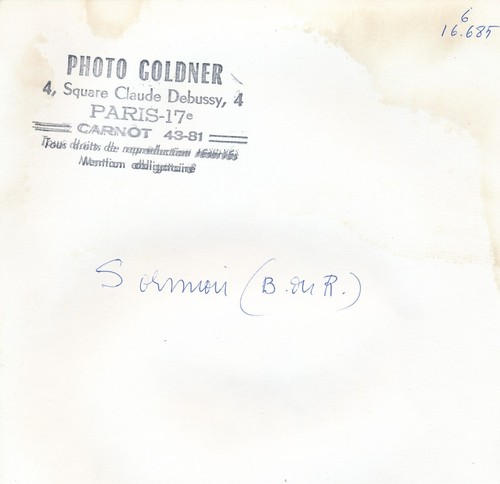 6
16.685
PHOTO GOLDNER
4, Square Claude Debussy, 4
PARIS-17e
CARNOT 43-81
Tous droits de reproduction réservés
Mention obligatoire
Sormiou (B. du R.)